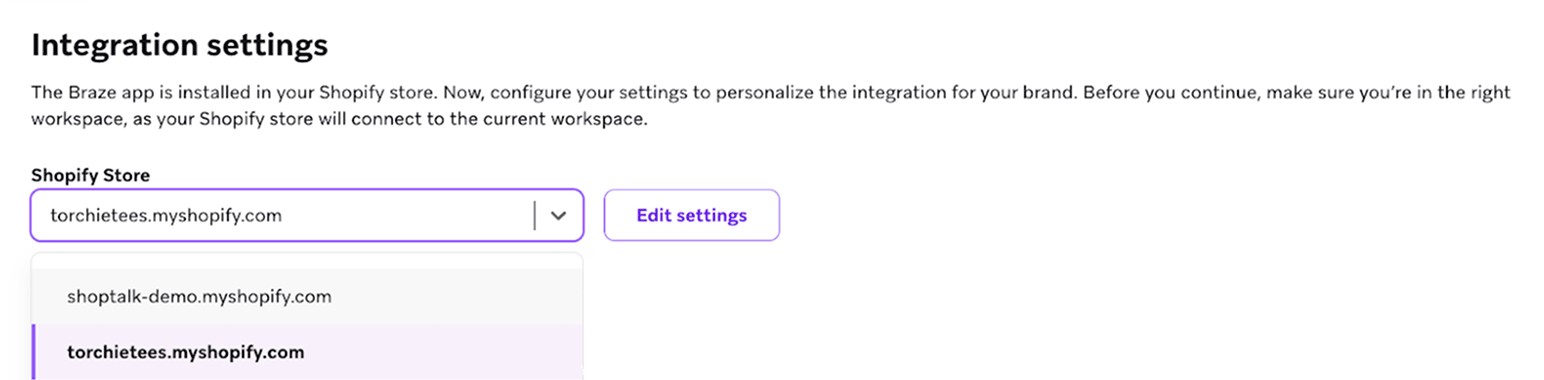 Integration settings
The Braze app is installed in your Shopify store. Now, configure your settings to personalize the integration for your brand. Before you continue, make sure you’re in the right
workspace, as your Shopify store will connect to the current workspace.
Shopify Store
torchietees.myshopify.com
Edit settings
shoptalk-demo.myshopify.com
torchietees.myshopify.com